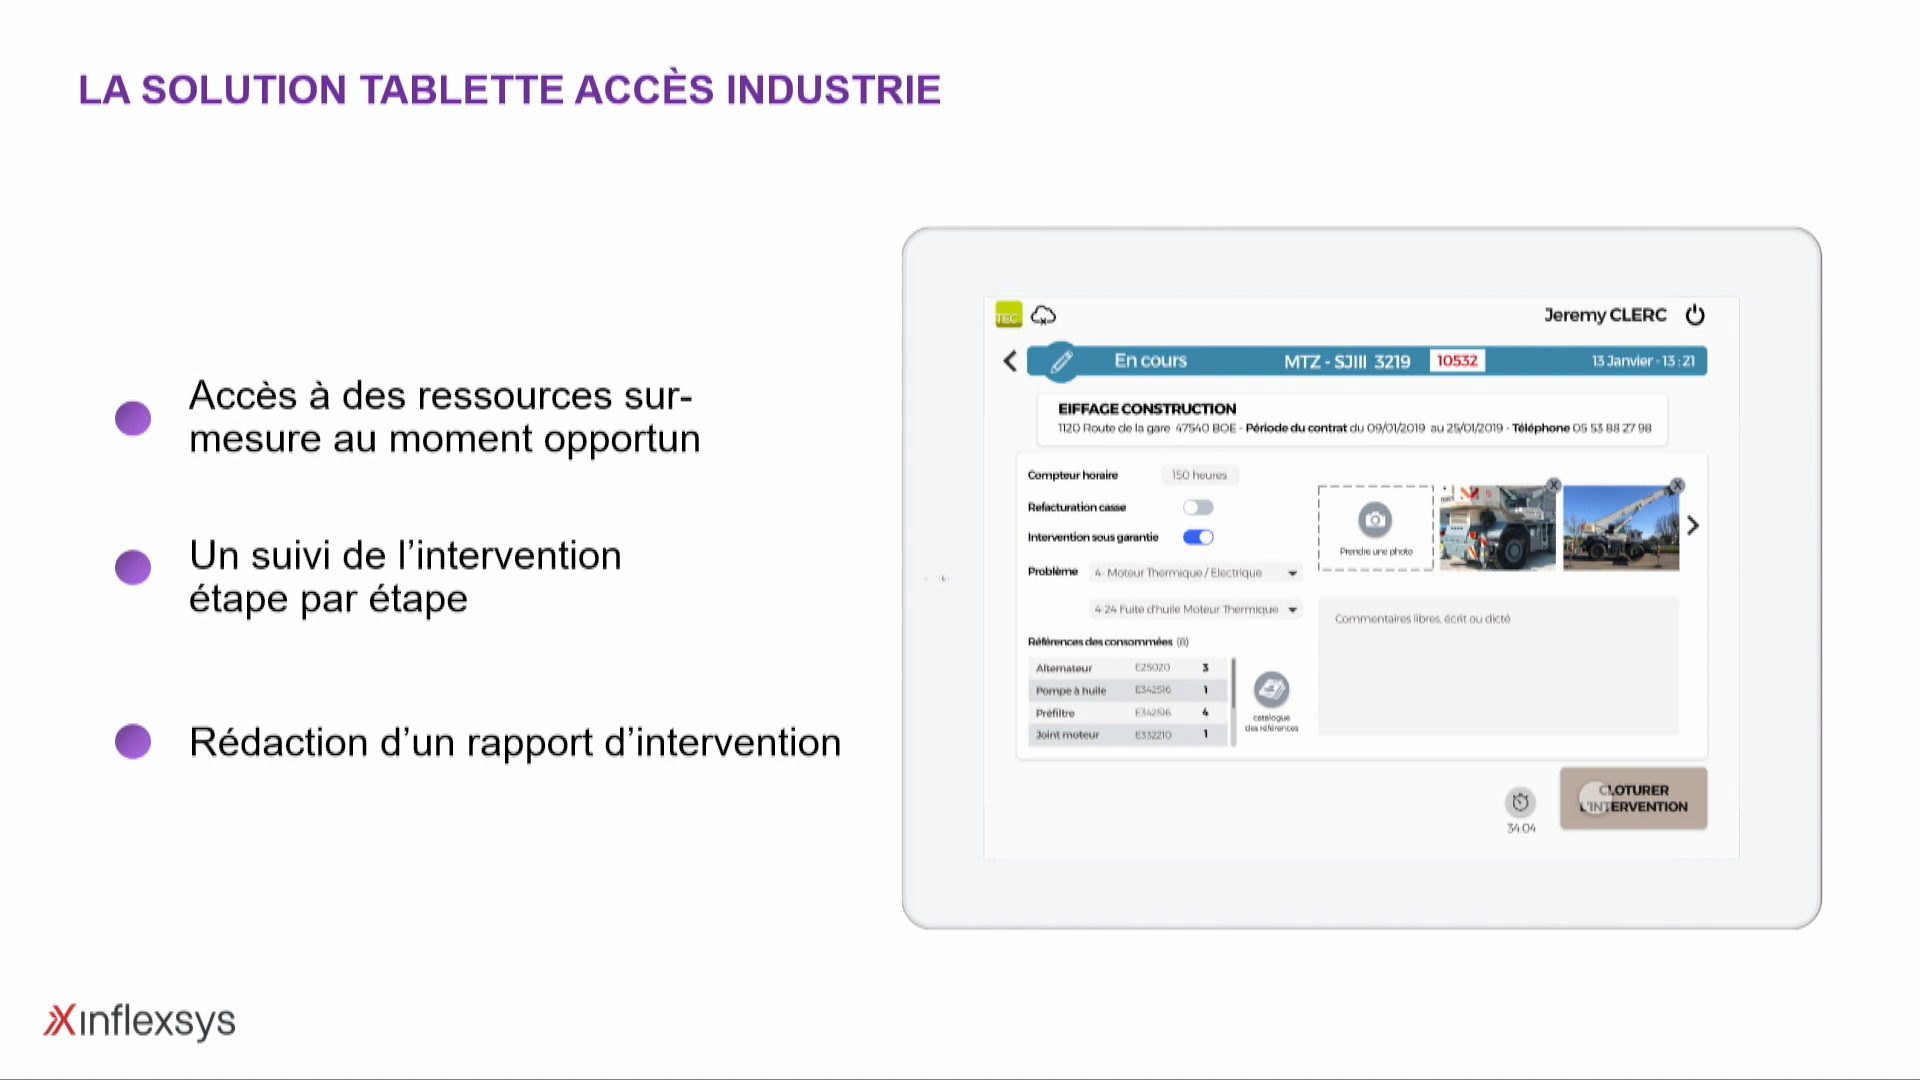 LA SOLUTION TABLETTE ACCÈS INDUSTRIE
Accès à des ressources sur-
mesure au moment opportun
Un suivi de l’intervention
étape par étape
Rédaction d’un rapport d’intervention
TEC
Jeremy CLERC
En cours
MTZ - SJIII 3219
10532
13 Janvier - 13 : 21
EIFFAGE CONSTRUCTION
1120 Route de la gare 47540 BOE - Période du contrat du 09/01/2019 au 25/01/2019 - Téléphone 05 53 88 27 98
Compteur horaire 150 heures
Refacturation casse
Intervention sous garantie
Problème 4- Moteur Thermique / Electrique
4-24 Fuite d'huile Moteur Thermique
Prendre une photo
Commentaires libres, écrit ou dicté
Références des consommées
Alternateur E25020 3
Pompe à huile E342516 1
Préfiltre E342516 4
Joint moteur E332210 1
catalogue
des références
34:04
CLOTURER
L'INTERVENTION
inflexsys